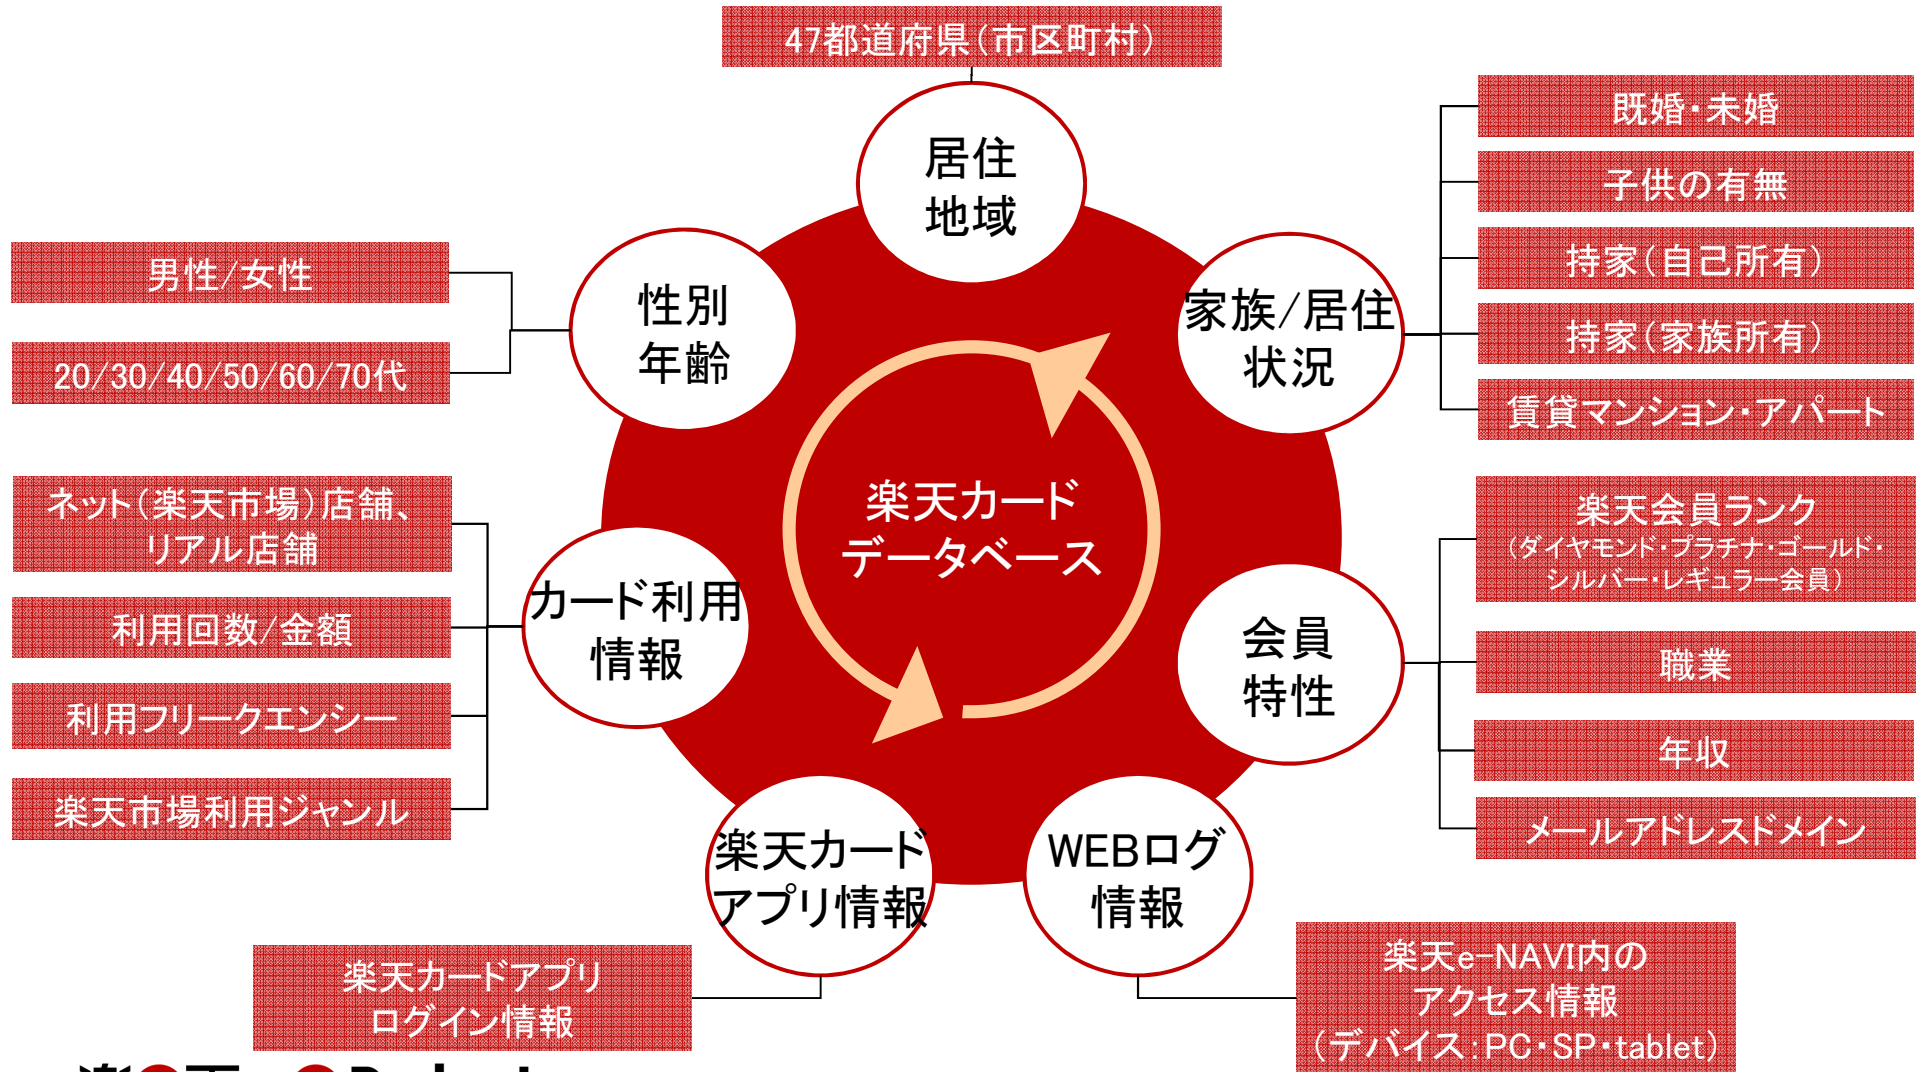 47都道府県(市区町村)
居住
地域
性別
年齢
男性/女性
20/30/40/50/60/70代
家族/居住
状況
既婚・未婚
子供の有無
持家(自己所有)
持家(家族所有)
賃貸マンション・アパート
楽天カード
データベース
カード利用
情報
ネット(楽天市場)店舗、
リアル店舗
利用回数/金額
利用フリークエンシー
楽天市場利用ジャンル
会員
特性
楽天会員ランク
(ダイヤモンド・プラチナ・ゴールド・
シルバー・レギュラー会員)
職業
年収
メールアドレスドメイン
楽天カード
アプリ情報
楽天カードアプリ
ログイン情報
WEBログ
情報
楽天e-NAVI内の
アクセス情報
(デバイス:PC・SP・tablet)